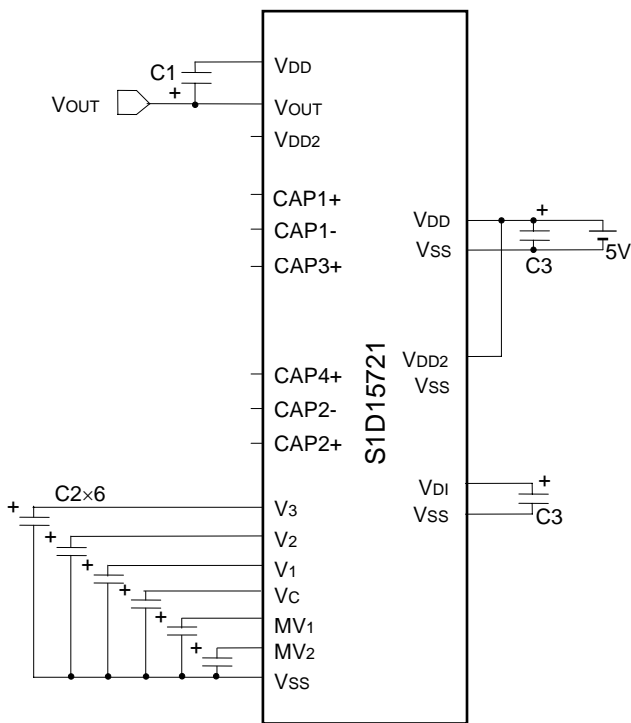 C1
+
VOUT
VDD
VOUT
VDD2
CAP1+
CAP1-
CAP3+
CAP4+
CAP2-
CAP2+
C2×6
+
V3
+
V2
+
V1
+
VC
+
MV1
+
MV2
VSS
S1D15721
VDD
+
VSS
C3
5V
VDD2
VSS
VDI
+
VSS
C3